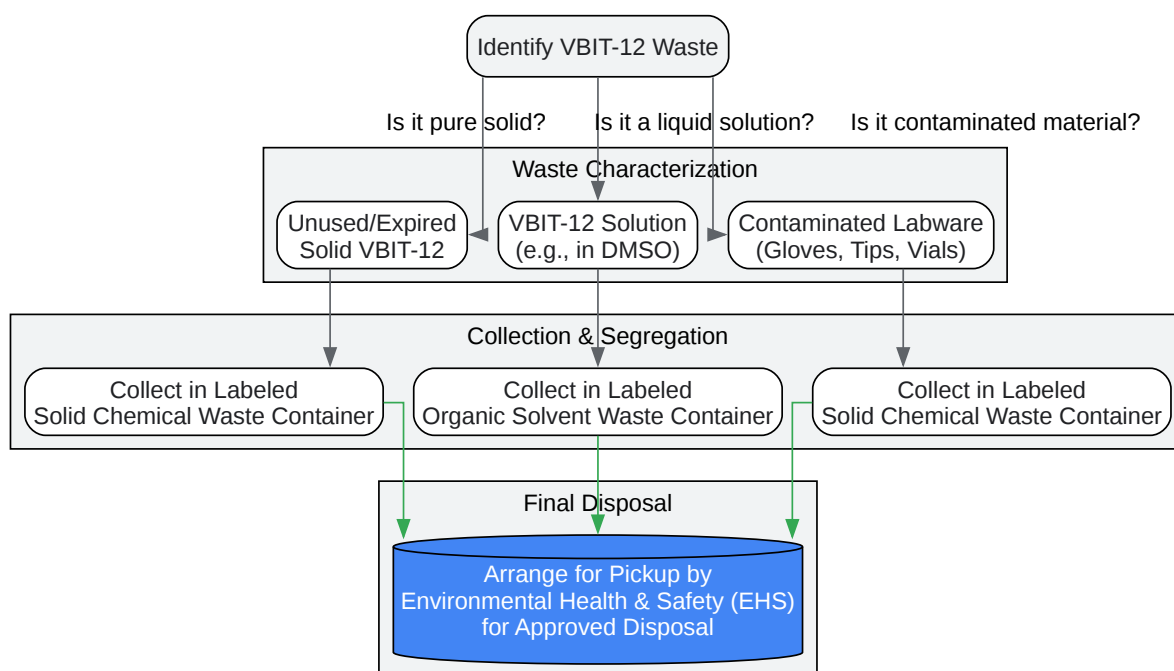 Identify VBIT-12 Waste
Is it pure solid?
Is it a liquid solution?
Is it contaminated material?
Waste Characterization
Unused/Expired
Solid VBIT-12
VBIT-12 Solution
(e.g., in DMSO)
Contaminated Labware
(Gloves, Tips, Vials)
Collection & Segregation
Collect in Labeled
Solid Chemical Waste Container
Collect in Labeled
Organic Solvent Waste Container
Collect in Labeled
Solid Chemical Waste Container
Final Disposal
Arrange for Pickup by
Environmental Health & Safety (EHS)
for Approved Disposal